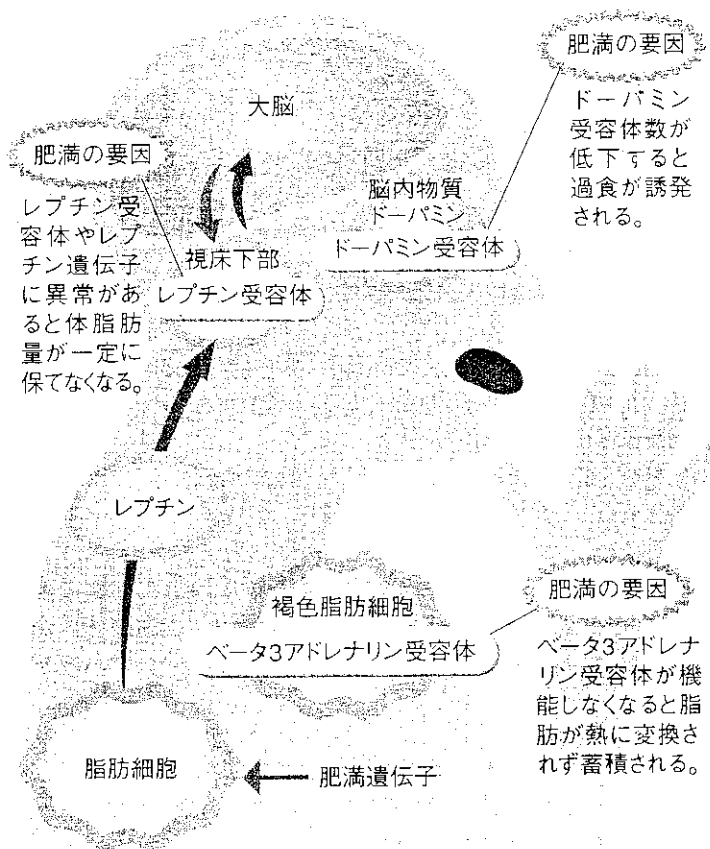 肥満の要因
ドーパミン
受容体数が
低下すると
過食が誘発
される。
大脳
肥満の要因
レプチン受
容体やレプ
チン遺伝子
に異常があ
ると体脂肪
量が一定に
保てなくなる。
脳内物質
ドーパミン
ドーパミン受容体
視床下部
レプチン受容体
レプチン
褐色脂肪細胞
ベータ3アドレナリン受容体
肥満の要因
ベータ3アドレナ
リン受容体が機
能しなくなると脂
肪が熱に変換さ
れず蓄積される。
脂肪細胞
肥満遺伝子